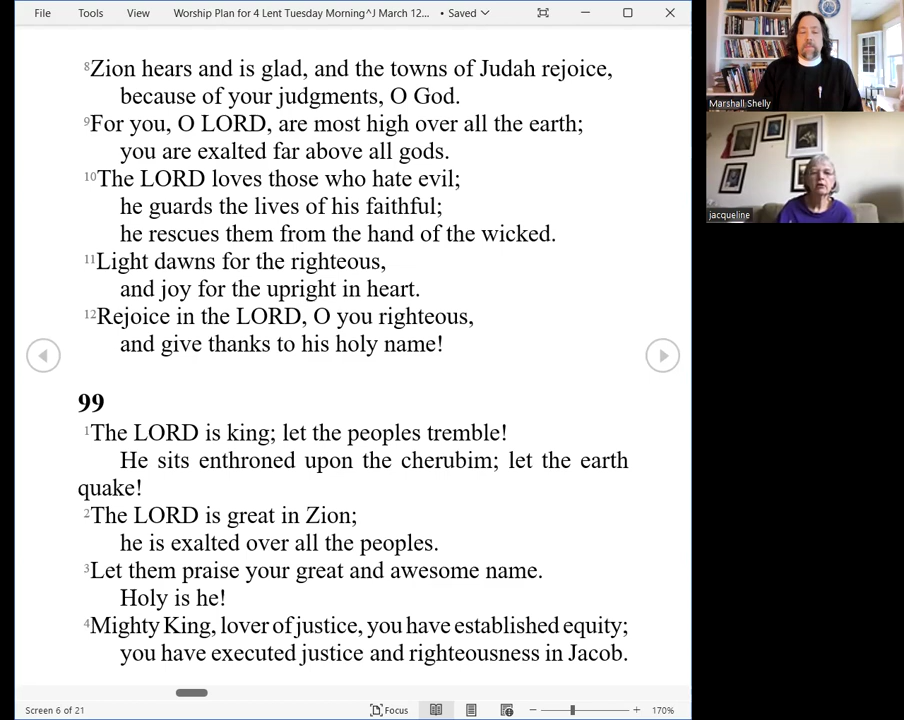 File Tools View Worship Plan for 4 Lent Tuesday Morning^J March 12... • Saved
8Zion hears and is glad, and the towns of Judah rejoice,
because of your judgments, O God.
9For you, O LORD, are most high over all the earth;
you are exalted far above all gods.
10The LORD loves those who hate evil;
he guards the lives of his faithful;
he rescues them from the hand of the wicked.
11Light dawns for the righteous,
and joy for the upright in heart.
12Rejoice in the LORD, O you righteous,
and give thanks to his holy name!
99
1The LORD is king; let the peoples tremble!
He sits enthroned upon the cherubim; let the earth
quake!
2The LORD is great in Zion;
he is exalted over all the peoples.
3Let them praise your great and awesome name.
Holy is he!
4Mighty King, lover of justice, you have established equity;
you have executed justice and righteousness in Jacob.
Screen 6 of 21 Focus 170%
Marshall Shelly
jacqueline